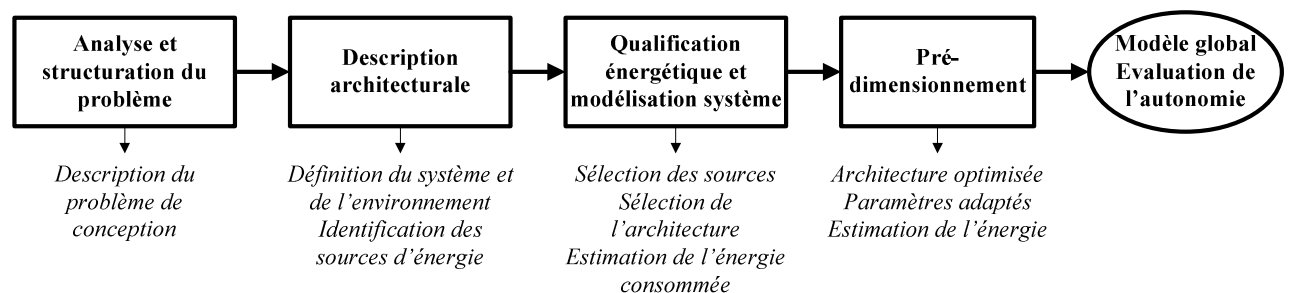 Analyse et
structuration du
problème
Description
architecturale
Qualification
énergétique et
modélisation système
Pré-
dimensionnement
Modèle global
Evaluation de
l’autonomie
Description du
problème de
conception
Définition du système et
de l’environnement
Identification des
sources d’énergie
Sélection des sources
Sélection de
l’architecture
Estimation de l’énergie
consommée
Architecture optimisée
Paramètres adaptés
Estimation de l’énergie